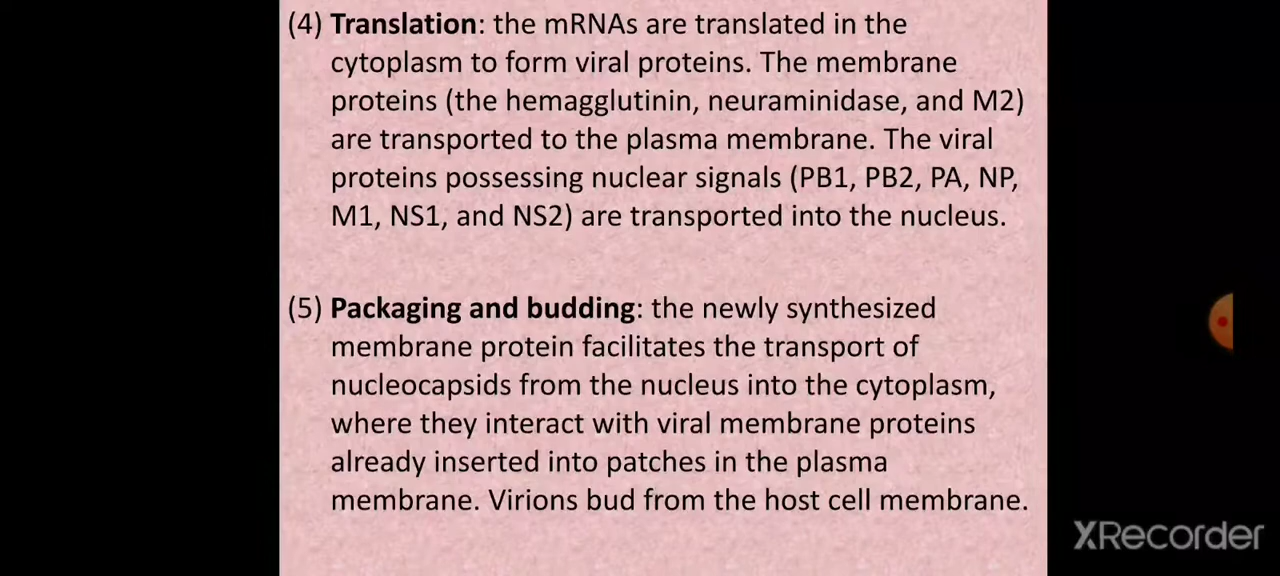 (4) Translation: the mRNAs are translated in the
cytoplasm to form viral proteins. The membrane
proteins (the hemagglutinin, neuraminidase, and M2)
are transported to the plasma membrane. The viral
proteins possessing nuclear signals (PB1, PB2, PA, NP,
M1, NS1, and NS2) are transported into the nucleus.
(5) Packaging and budding: the newly synthesized
membrane protein facilitates the transport of
nucleocapsids from the nucleus into the cytoplasm,
where they interact with viral membrane proteins
already inserted into patches in the plasma
membrane. Virions bud from the host cell membrane.
XRecorder